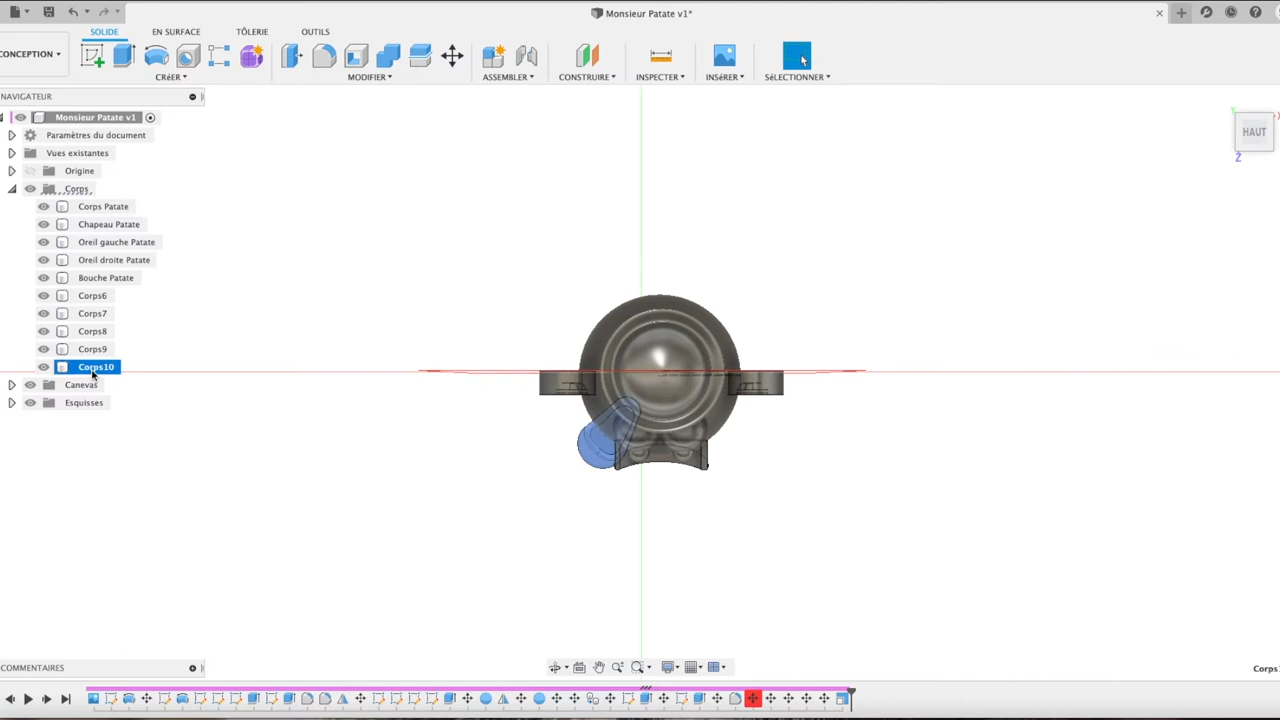 Monsieur Patate v1*
CONCEPTION
SOLIDE
EN SURFACE
TÔLERIE
OUTILS
CRÉER
MODIFIER
ASSEMBLER
CONSTRUIRE
INSPECTER
INSÉRER
SÉLECTIONNER
NAVIGATEUR
Monsieur Patate v1
Paramètres du document
Vues existantes
Origine
Corps
Corps Patate
Chapeau Patate
Oreil gauche Patate
Oreil droite Patate
Bouche Patate
Corps6
Corps7
Corps8
Corps9
Corps10
Canevas
Esquisses
HAUT
Y
Z
COMMENTAIRES